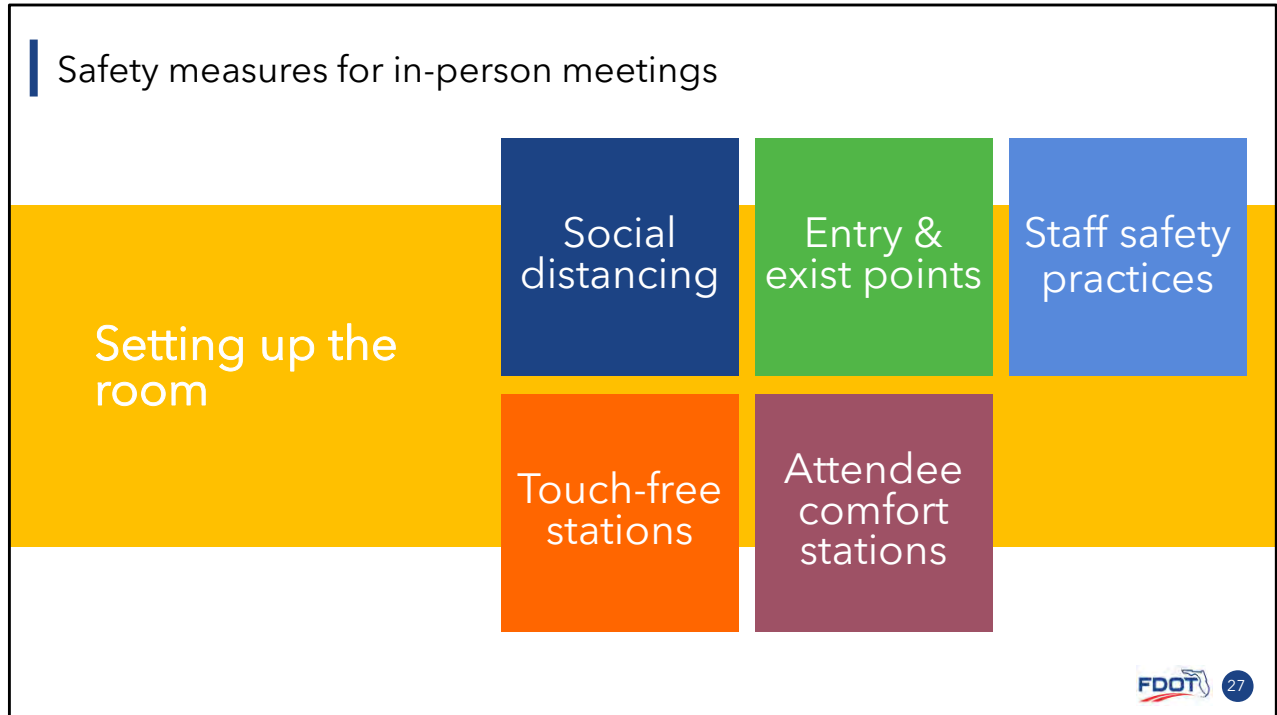 Safety measures for in-person meetings
Setting up the
room
Social
distancing
Entry &
exist points
Staff safety
practices
Touch-free
stations
Attendee
comfort
stations
FDOT
27